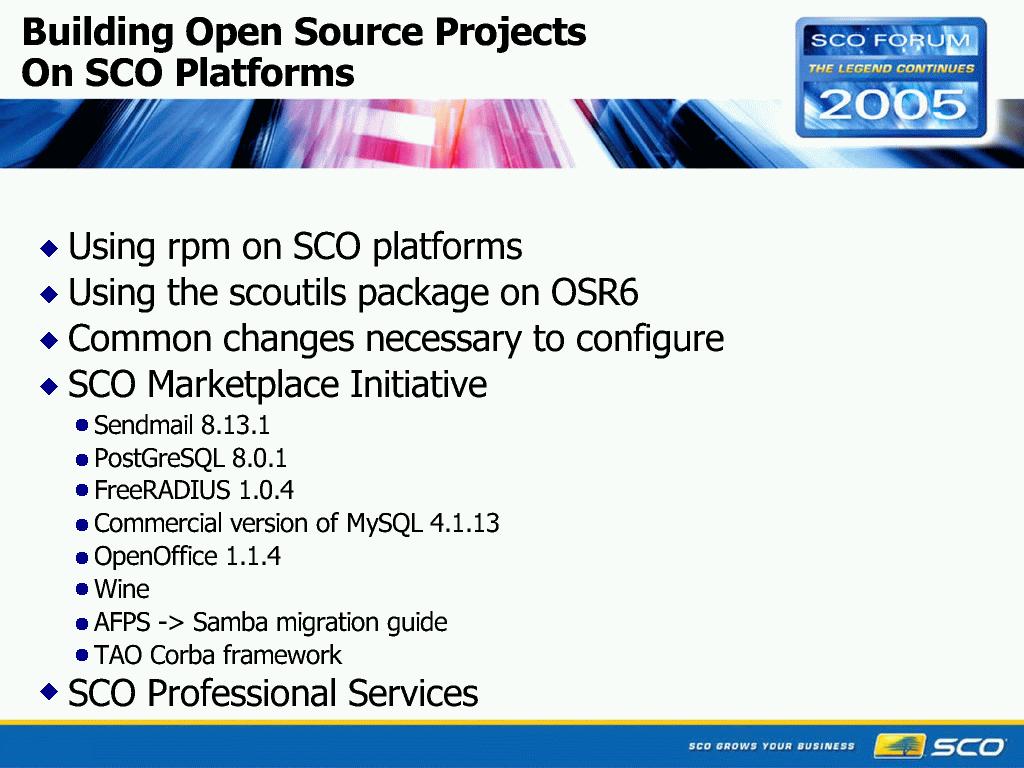 Building Open Source Projects
On SCO Platforms
SCO FORUM
THE LEGEND CONTINUES
2005
Using rpm on SCO platforms
Using the scoutils package on OSR6
Common changes necessary to configure
SCO Marketplace Initiative
Sendmail 8.13.1
PostGreSQL 8.0.1
FreeRADIUS 1.0.4
Commercial version of MySQL 4.1.13
OpenOffice 1.1.4
Wine
AFPS -> Samba migration guide
TAO Corba framework
SCO Professional Services
SCO GROWS YOUR BUSINESS
SCO